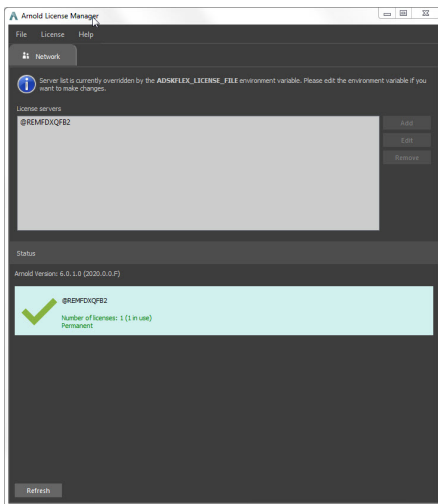 Arnold License Manager
File License Help
Network
Server list is currently overridden by the ADSKFLEX_LICENSE_FILE environment variable. Please edit the environment variable if you
want to make changes.
License servers
@REMFDXQFB2
Add
Edit
Remove
Status
Arnold Version: 6.0.1.0 (2020.0.0.F)
@REMFDXQFB2
Number of licenses: 1 (1 in use)
Permanent
Refresh